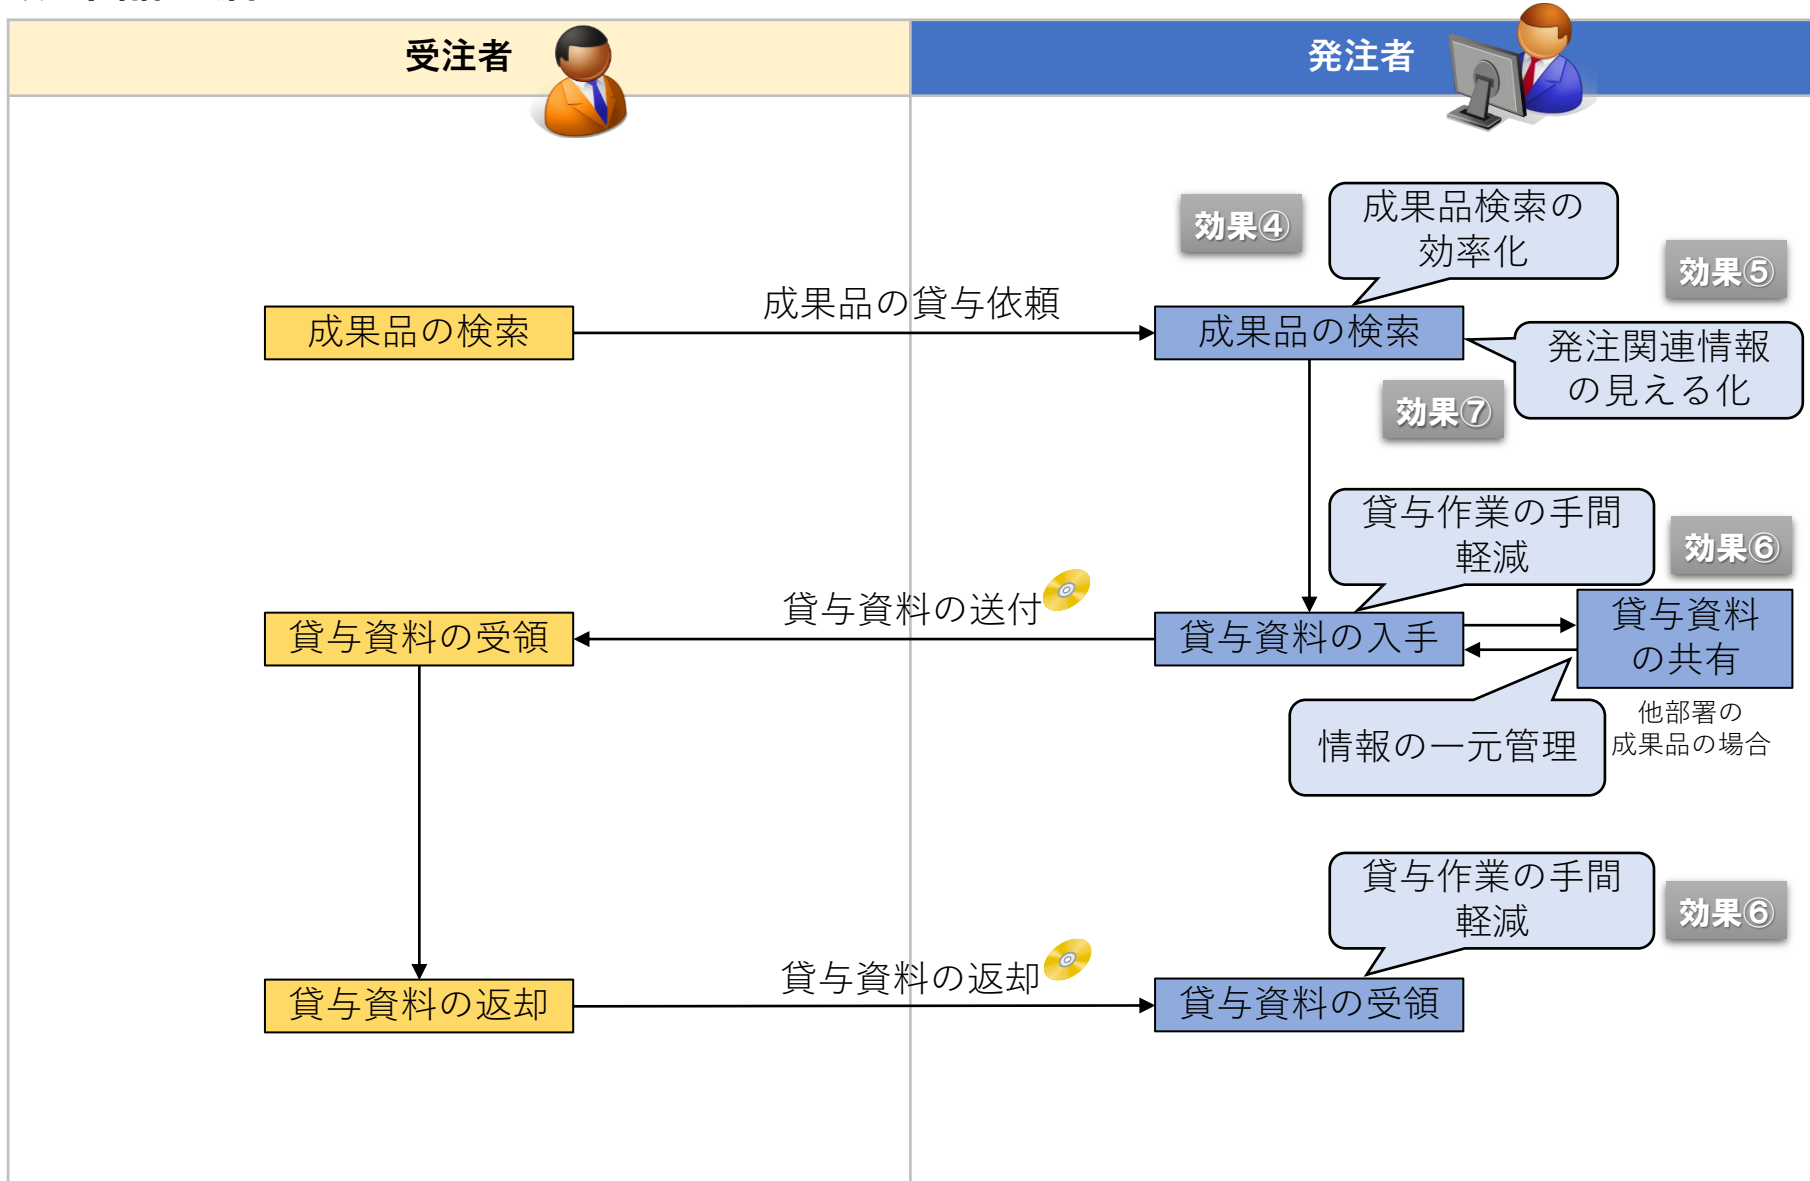 受注者
発注者
効果④
成果品検索の
効率化
効果⑤
成果品の検索
成果品の貸与依頼
成果品の検索
発注関連情報
の見える化
効果⑦
貸与作業の手間
軽減
効果⑥
貸与資料の受領
貸与資料の送付
貸与資料の入手
貸与資料
の共有
他部署の
成果品の場合
情報の一元管理
貸与作業の手間
軽減
効果⑥
貸与資料の返却
貸与資料の返却
貸与資料の受領